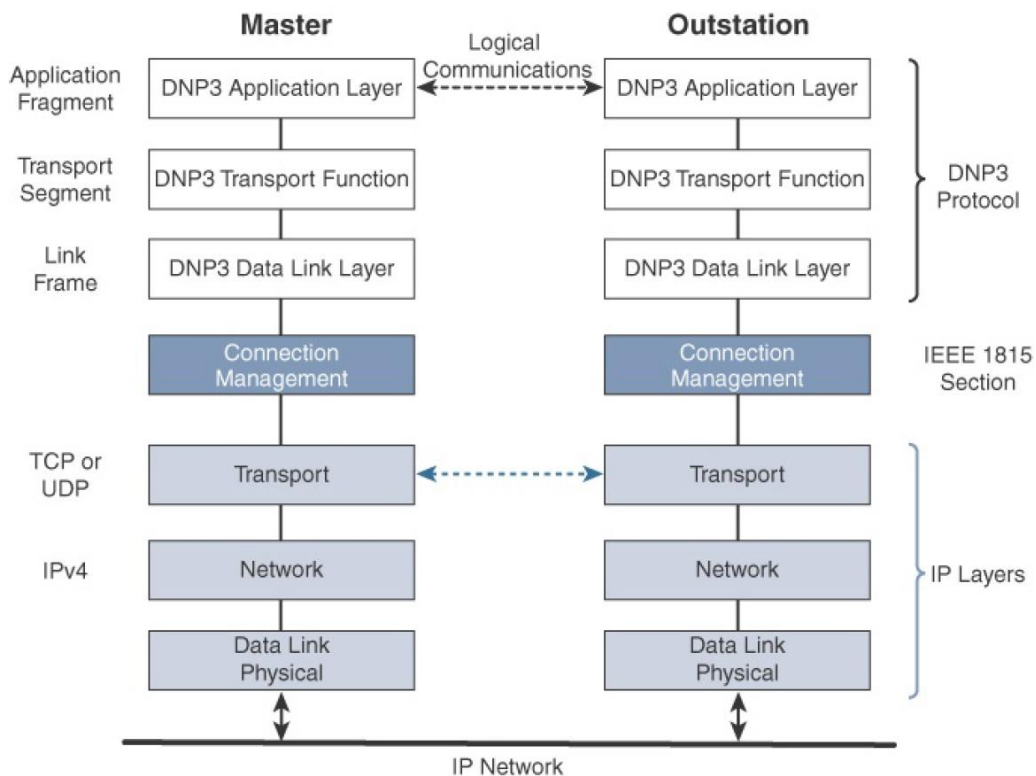 Master
Outstation
Logical
Communications
Application
Fragment
DNP3 Application Layer
DNP3 Application Layer
Transport
Segment
DNP3 Transport Function
DNP3 Transport Function
DNP3
Protocol
Link
Frame
DNP3 Data Link Layer
DNP3 Data Link Layer
Connection
Management
Connection
Management
IEEE 1815
Section
TCP or
UDP
Transport
Transport
IPv4
Network
Network
IP Layers
Data Link
Physical
Data Link
Physical
IP Network